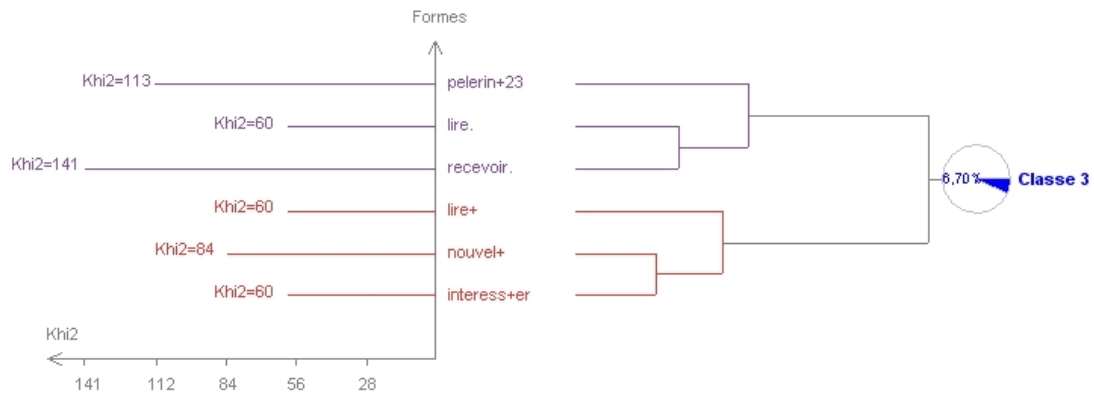 Formes
Khi2=113 pelerin+23
Khi2=60 lire.
Khi2=141 recevoir.
6,70% Classe 3
Khi2=60 lire+
Khi2=84 nouvel+
Khi2=60 interess+er
Khi2
141 112 84 56 28